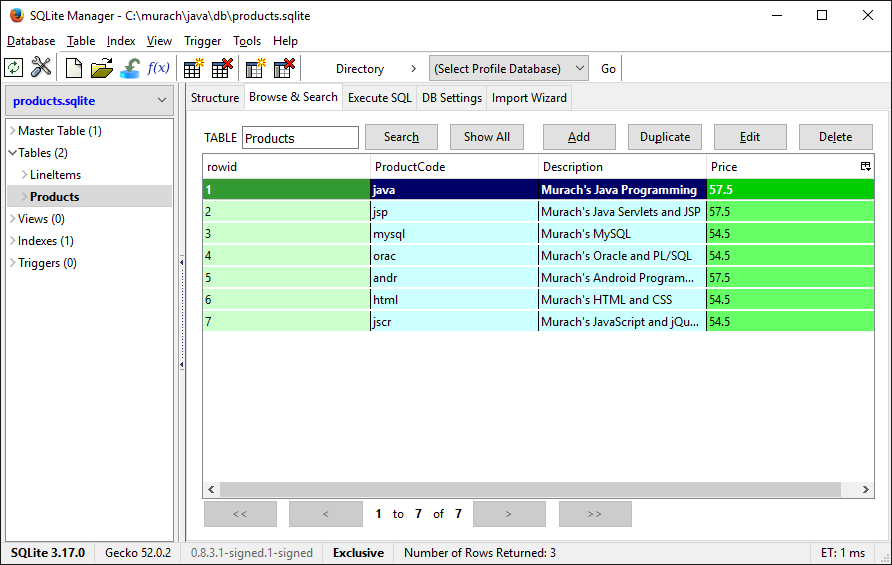 SQLite Manager - C:\murach\java\db\products.sqlite
Database Table Index View Trigger Tools Help
f(x) Directory > (Select Profile Database) Go
products.sqlite
Structure Browse & Search Execute SQL DB Settings Import Wizard
Master Table (1)
Tables (2)
LineItems
Products
Views (0)
Indexes (1)
Triggers (0)
TABLE Products Search Show All Add Duplicate Edit Delete
rowid ProductCode Description Price
1 java Murach's Java Programming 57.5
2 jsp Murach's Java Servlets and JSP 57.5
3 mysql Murach's MySQL 54.5
4 orac Murach's Oracle and PL/SQL 54.5
5 andr Murach's Android Program... 57.5
6 html Murach's HTML and CSS 54.5
7 jscr Murach's JavaScript and jQu... 54.5
<< < 1 to 7 of 7 > >>
SQLite 3.17.0 Gecko 52.0.2 0.8.3.1-signed.1-signed Exclusive Number of Rows Returned: 3 ET: 1 ms